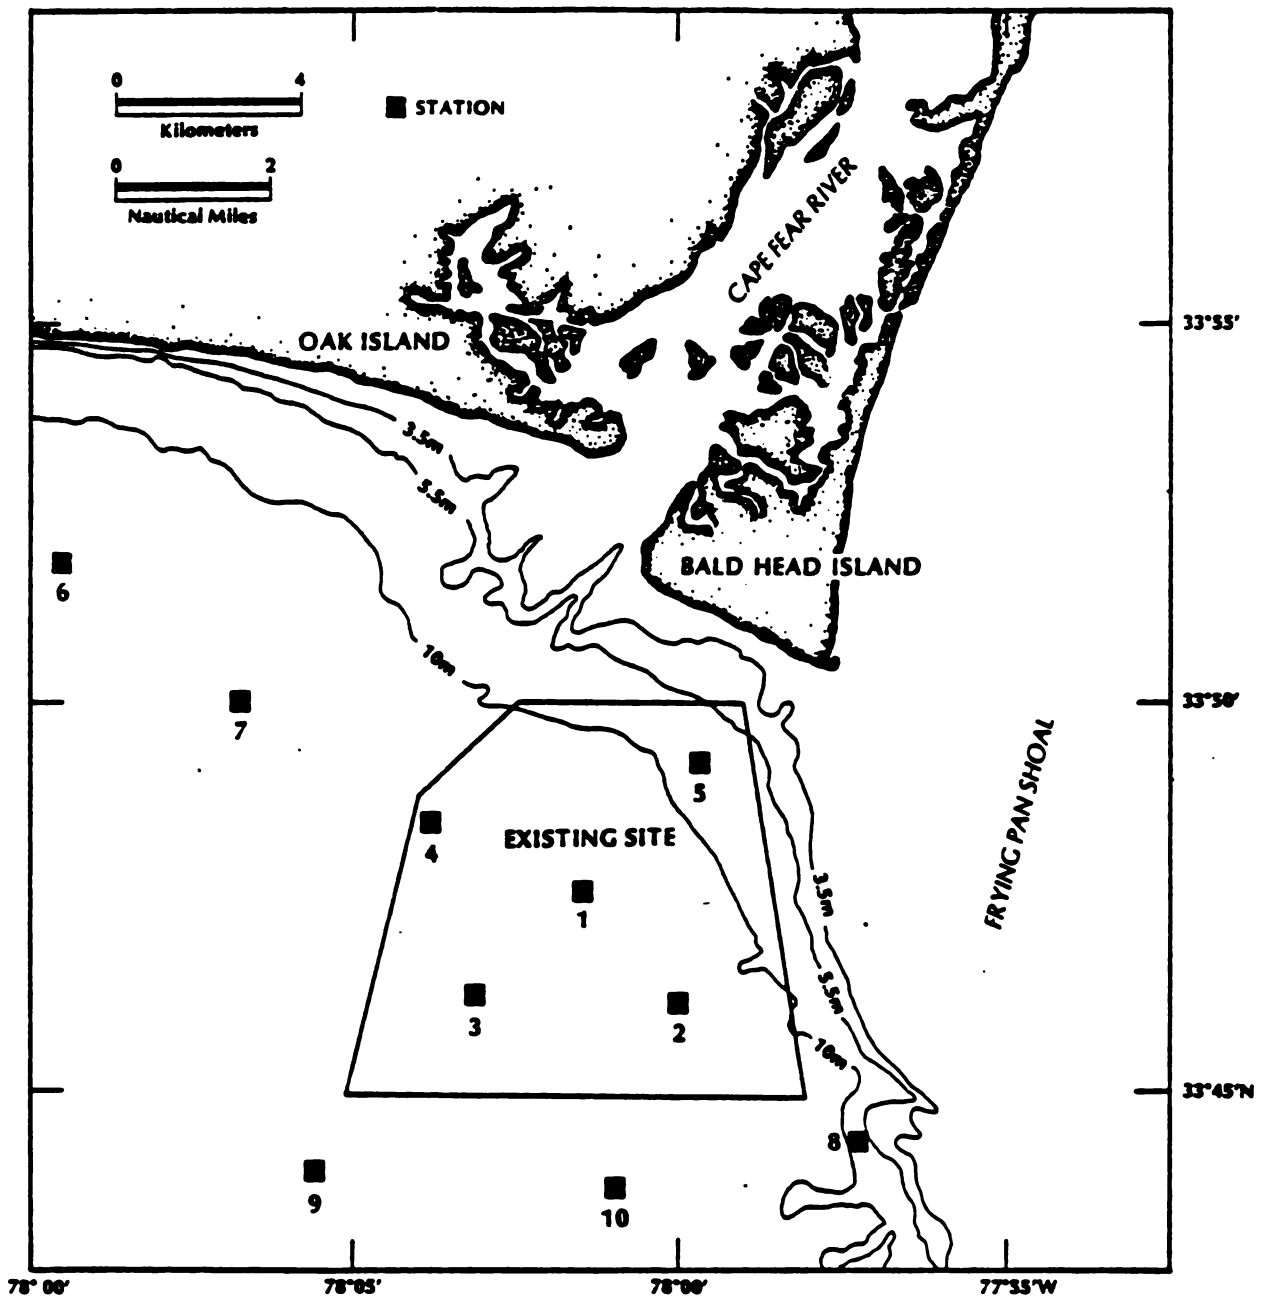 0 4
Kilometers
0 2
Nautical Miles
STATION
CAPE FEAR RIVER
33°55'
OAK ISLAND
3.5m
5.5m
BALD HEAD ISLAND
6
10m
33°50'
7
5
FRYING PAN SHOAL
EXISTING SITE
4
3.5m
1
5.5m
3
2
10m
33°45'N
8
9
10
78° 00'
78°05'
78°00'
77°55'W